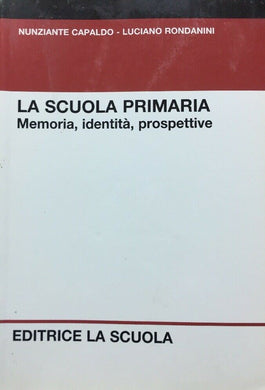 NUNZIANTE CAPALDO - LUCIANO RONDANINI
LA SCUOLA PRIMARIA
Memoria, identità, prospettive
EDITRICE LA SCUOLA